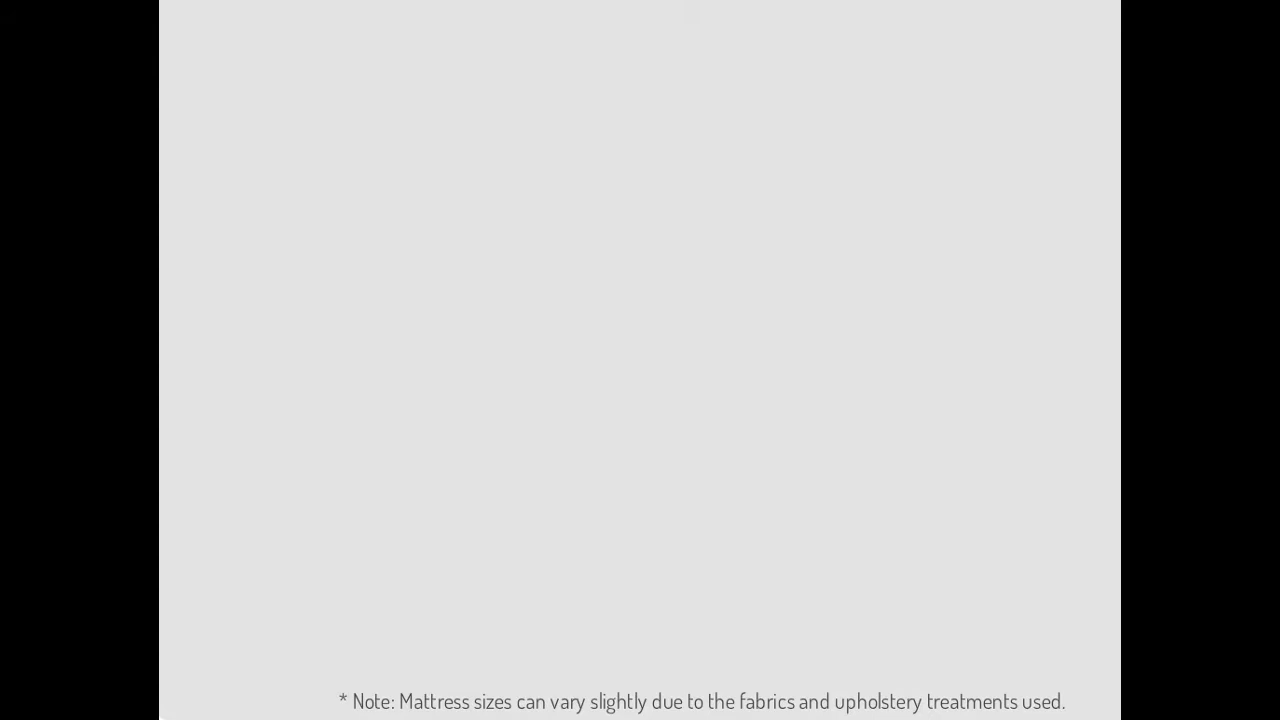 * Note: Mattress sizes can vary slightly due to the fabrics and upholstery treatments used.